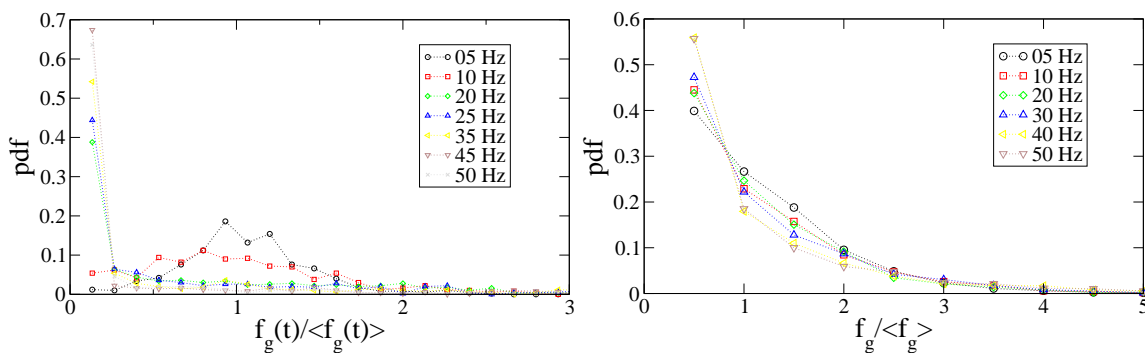 0.7
0.6
0.5
0.4
0.3
0.2
0.1
0
pdf
05 Hz
10 Hz
20 Hz
25 Hz
35 Hz
45 Hz
50 Hz
0 1 2 3
f_g(t)/<f_g(t)>
0.6
0.5
0.4
0.3
0.2
0.1
0
pdf
05 Hz
10 Hz
20 Hz
30 Hz
40 Hz
50 Hz
1 2 3 4 5
f_g/<f_g>